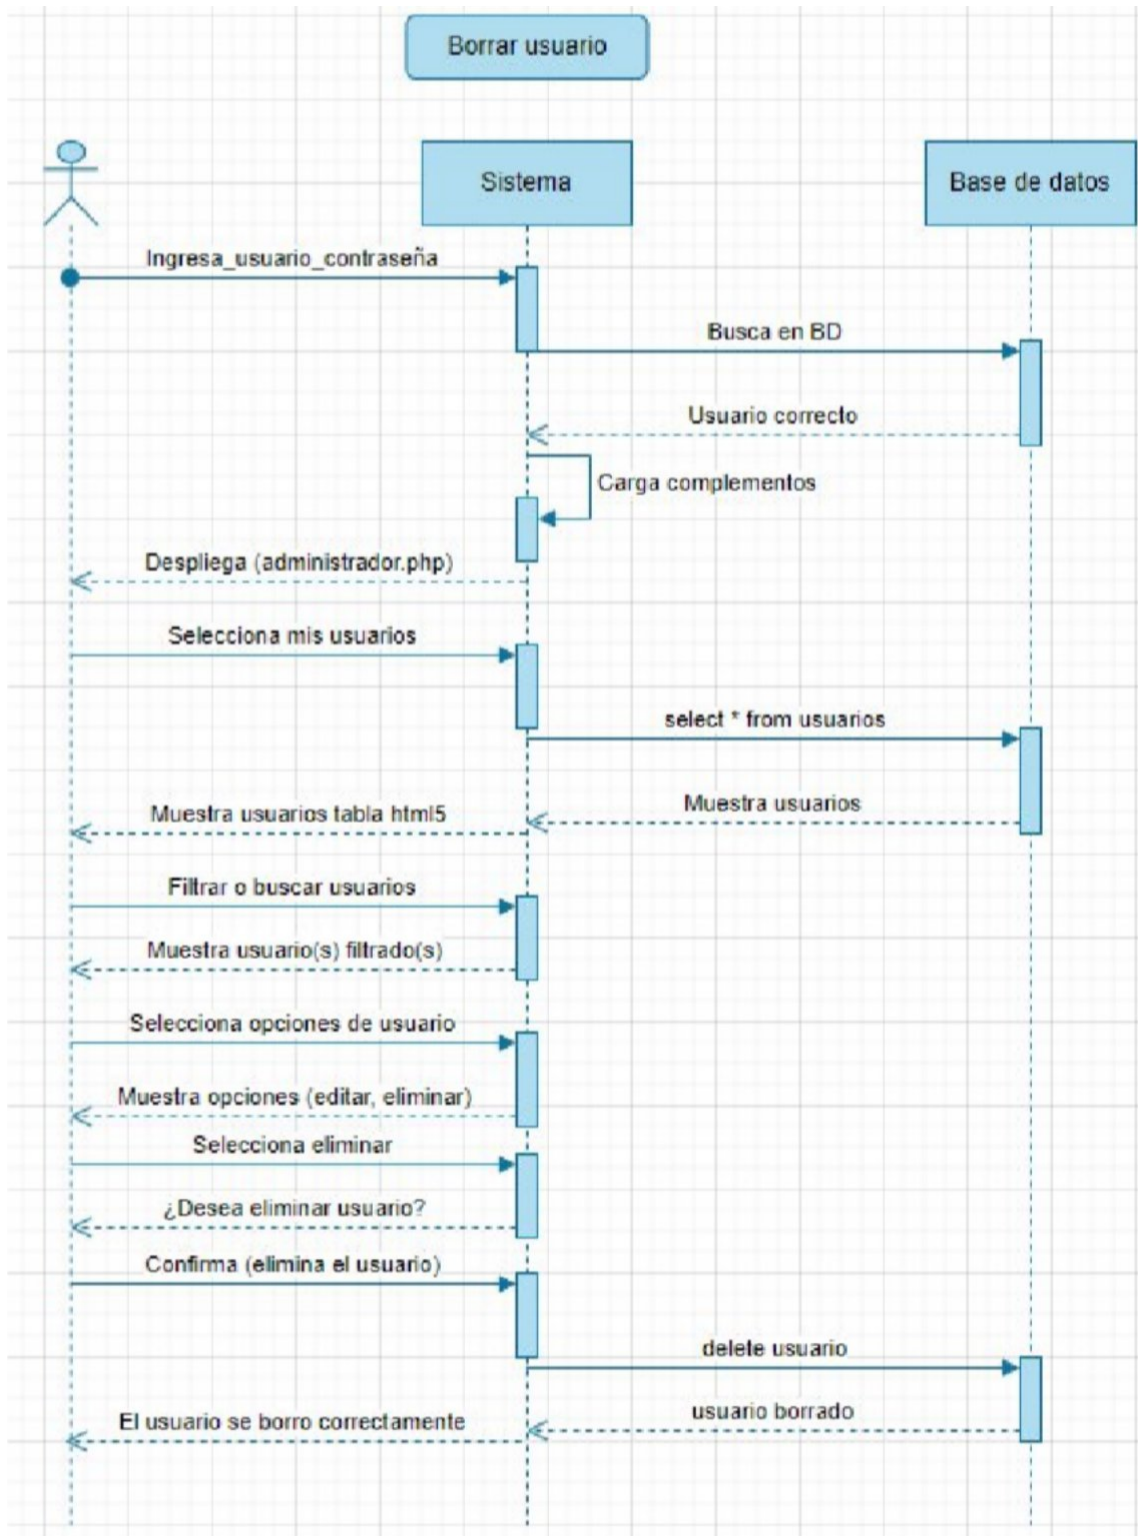 Borrar usuario
Sistema
Base de datos
Ingresa_usuario_contraseña
Busca en BD
Usuario correcto
Carga complementos
Despliega (administrador.php)
Selecciona mis usuarios
select * from usuarios
Muestra usuarios
Muestra usuarios tabla html5
Filtrar o buscar usuarios
Muestra usuario(s) filtrado(s)
Selecciona opciones de usuario
Muestra opciones (editar, eliminar)
Selecciona eliminar
¿Desea eliminar usuario?
Confirma (elimina el usuario)
delete usuario
usuario borrado
El usuario se borro correctamente